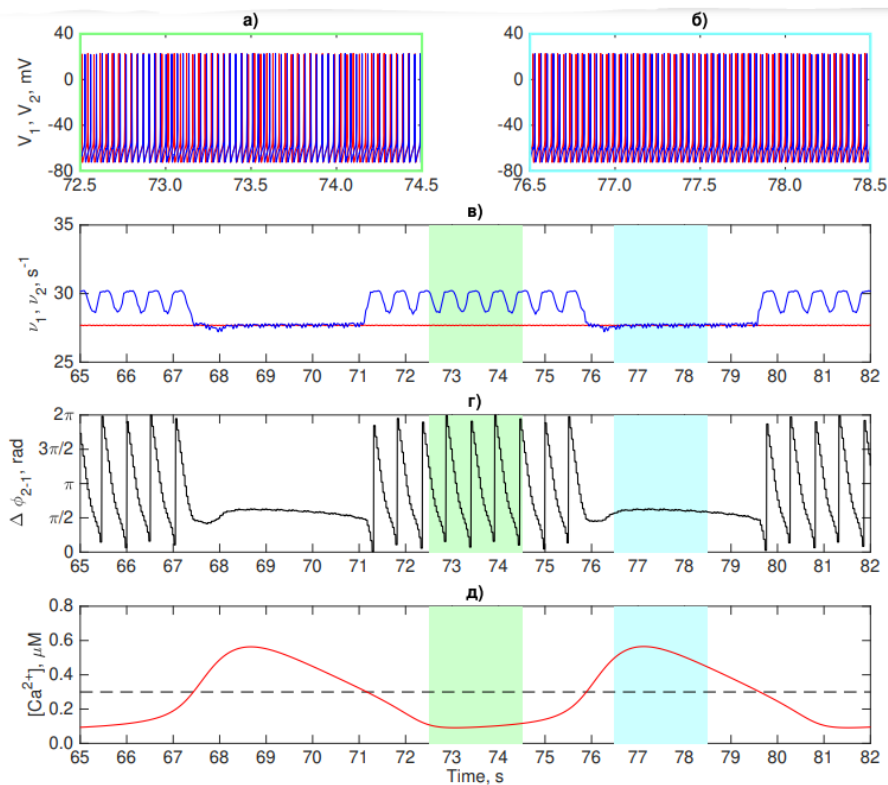 а) б)
V₁, V₂, mV
40 40
0 0
-40 -40
-80 -80
72.5 73.0 73.5 74.0 74.5 76.5 77.0 77.5 78.0 78.5
в)
ν₁, ν₂, s⁻¹
35
30
25
65 66 67 68 69 70 71 72 73 74 75 76 77 78 79 80 81 82
г)
Δ ϕ₂₋₁, rad
2π
3π/2
π
π/2
0
65 66 67 68 69 70 71 72 73 74 75 76 77 78 79 80 81 82
д)
[Ca²⁺], μM
0.8
0.6
0.4
0.2
0.0
65 66 67 68 69 70 71 72 73 74 75 76 77 78 79 80 81 82
Time, s